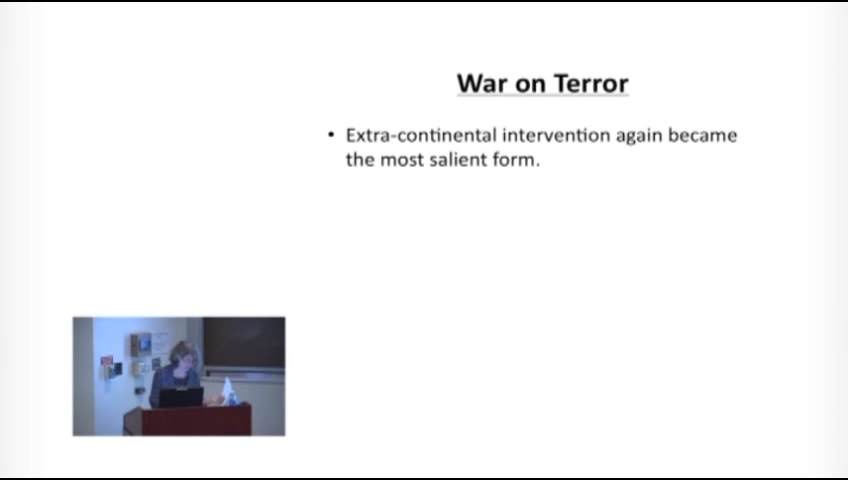 War on Terror
• Extra-continental intervention again became
the most salient form.